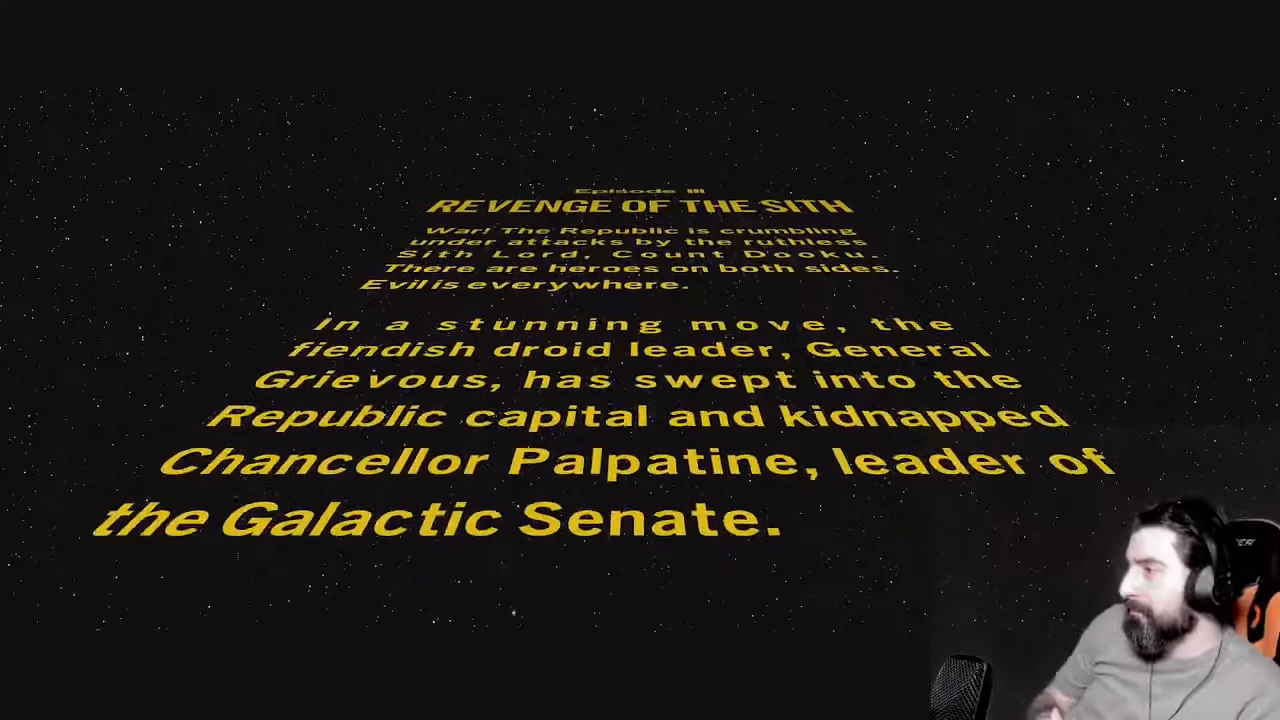 Episode III
REVENGE OF THE SITH
War! The Republic is crumbling
under attacks by the ruthless
Sith Lord, Count Dooku.
There are heroes on both sides.
Evil is everywhere.
In a stunning move, the
fiendish droid leader, General
Grievous, has swept into the
Republic capital and kidnapped
Chancellor Palpatine, leader of
the Galactic Senate.